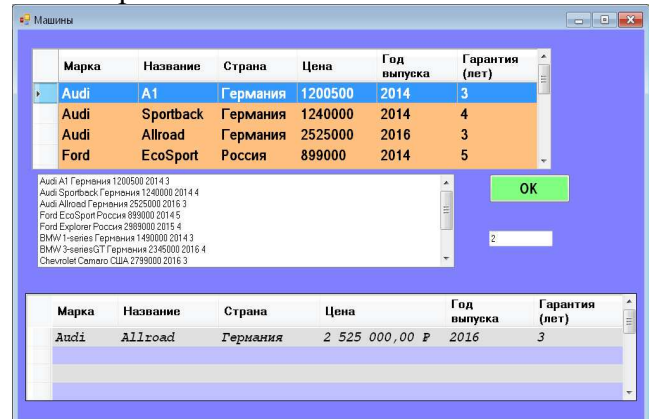 Машины
Марка Название Страна Цена Год выпуска Гарантия (лет)
Audi A1 Германия 1200500 2014 3
Audi Sportback Германия 1240000 2014 4
Audi Allroad Германия 2525000 2016 3
Ford EcoSport Россия 899000 2014 5
Audi A1 Германия 1200500 2014 3
Audi Sportback Германия 1240000 2014 4
Audi Allroad Германия 2525000 2016 3
Ford EcoSport Россия 899000 2014 5
Ford Explorer Россия 2989000 2015 4
BMW 1-series Германия 1490000 2014 3
BMW 3-seriesGT Германия 2345000 2016 4
Chevrolet Camaro США 2799000 2016 3
OK
2
Марка Название Страна Цена Год выпуска Гарантия (лет)
Audi Allroad Германия 2 525 000,00 ₽ 2016 3